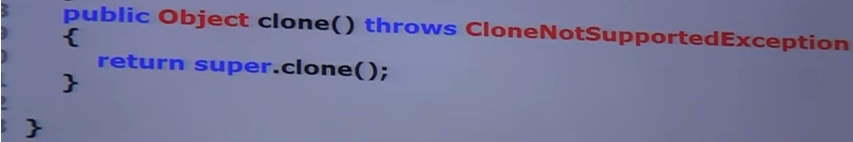 public Object clone() throws CloneNotSupportedException
{
return super.clone();
}
}